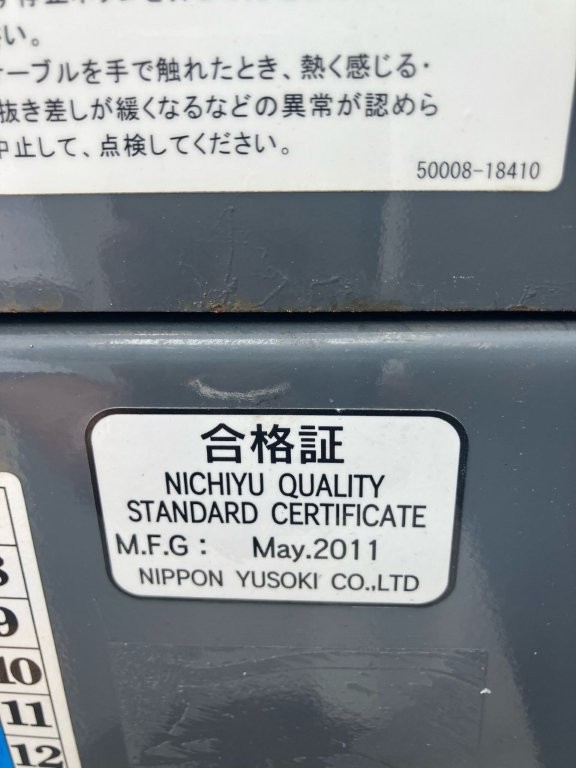 い。
ーブルを手で触れたとき、熱く感じる・
抜き差しが緩くなるなどの異常が認めら
中止して、点検してください。
50008-18410
合格証
NICHIYU QUALITY
STANDARD CERTIFICATE
M.F.G : May.2011
NIPPON YUSOKI CO.,LTD
8
9
10
11
12